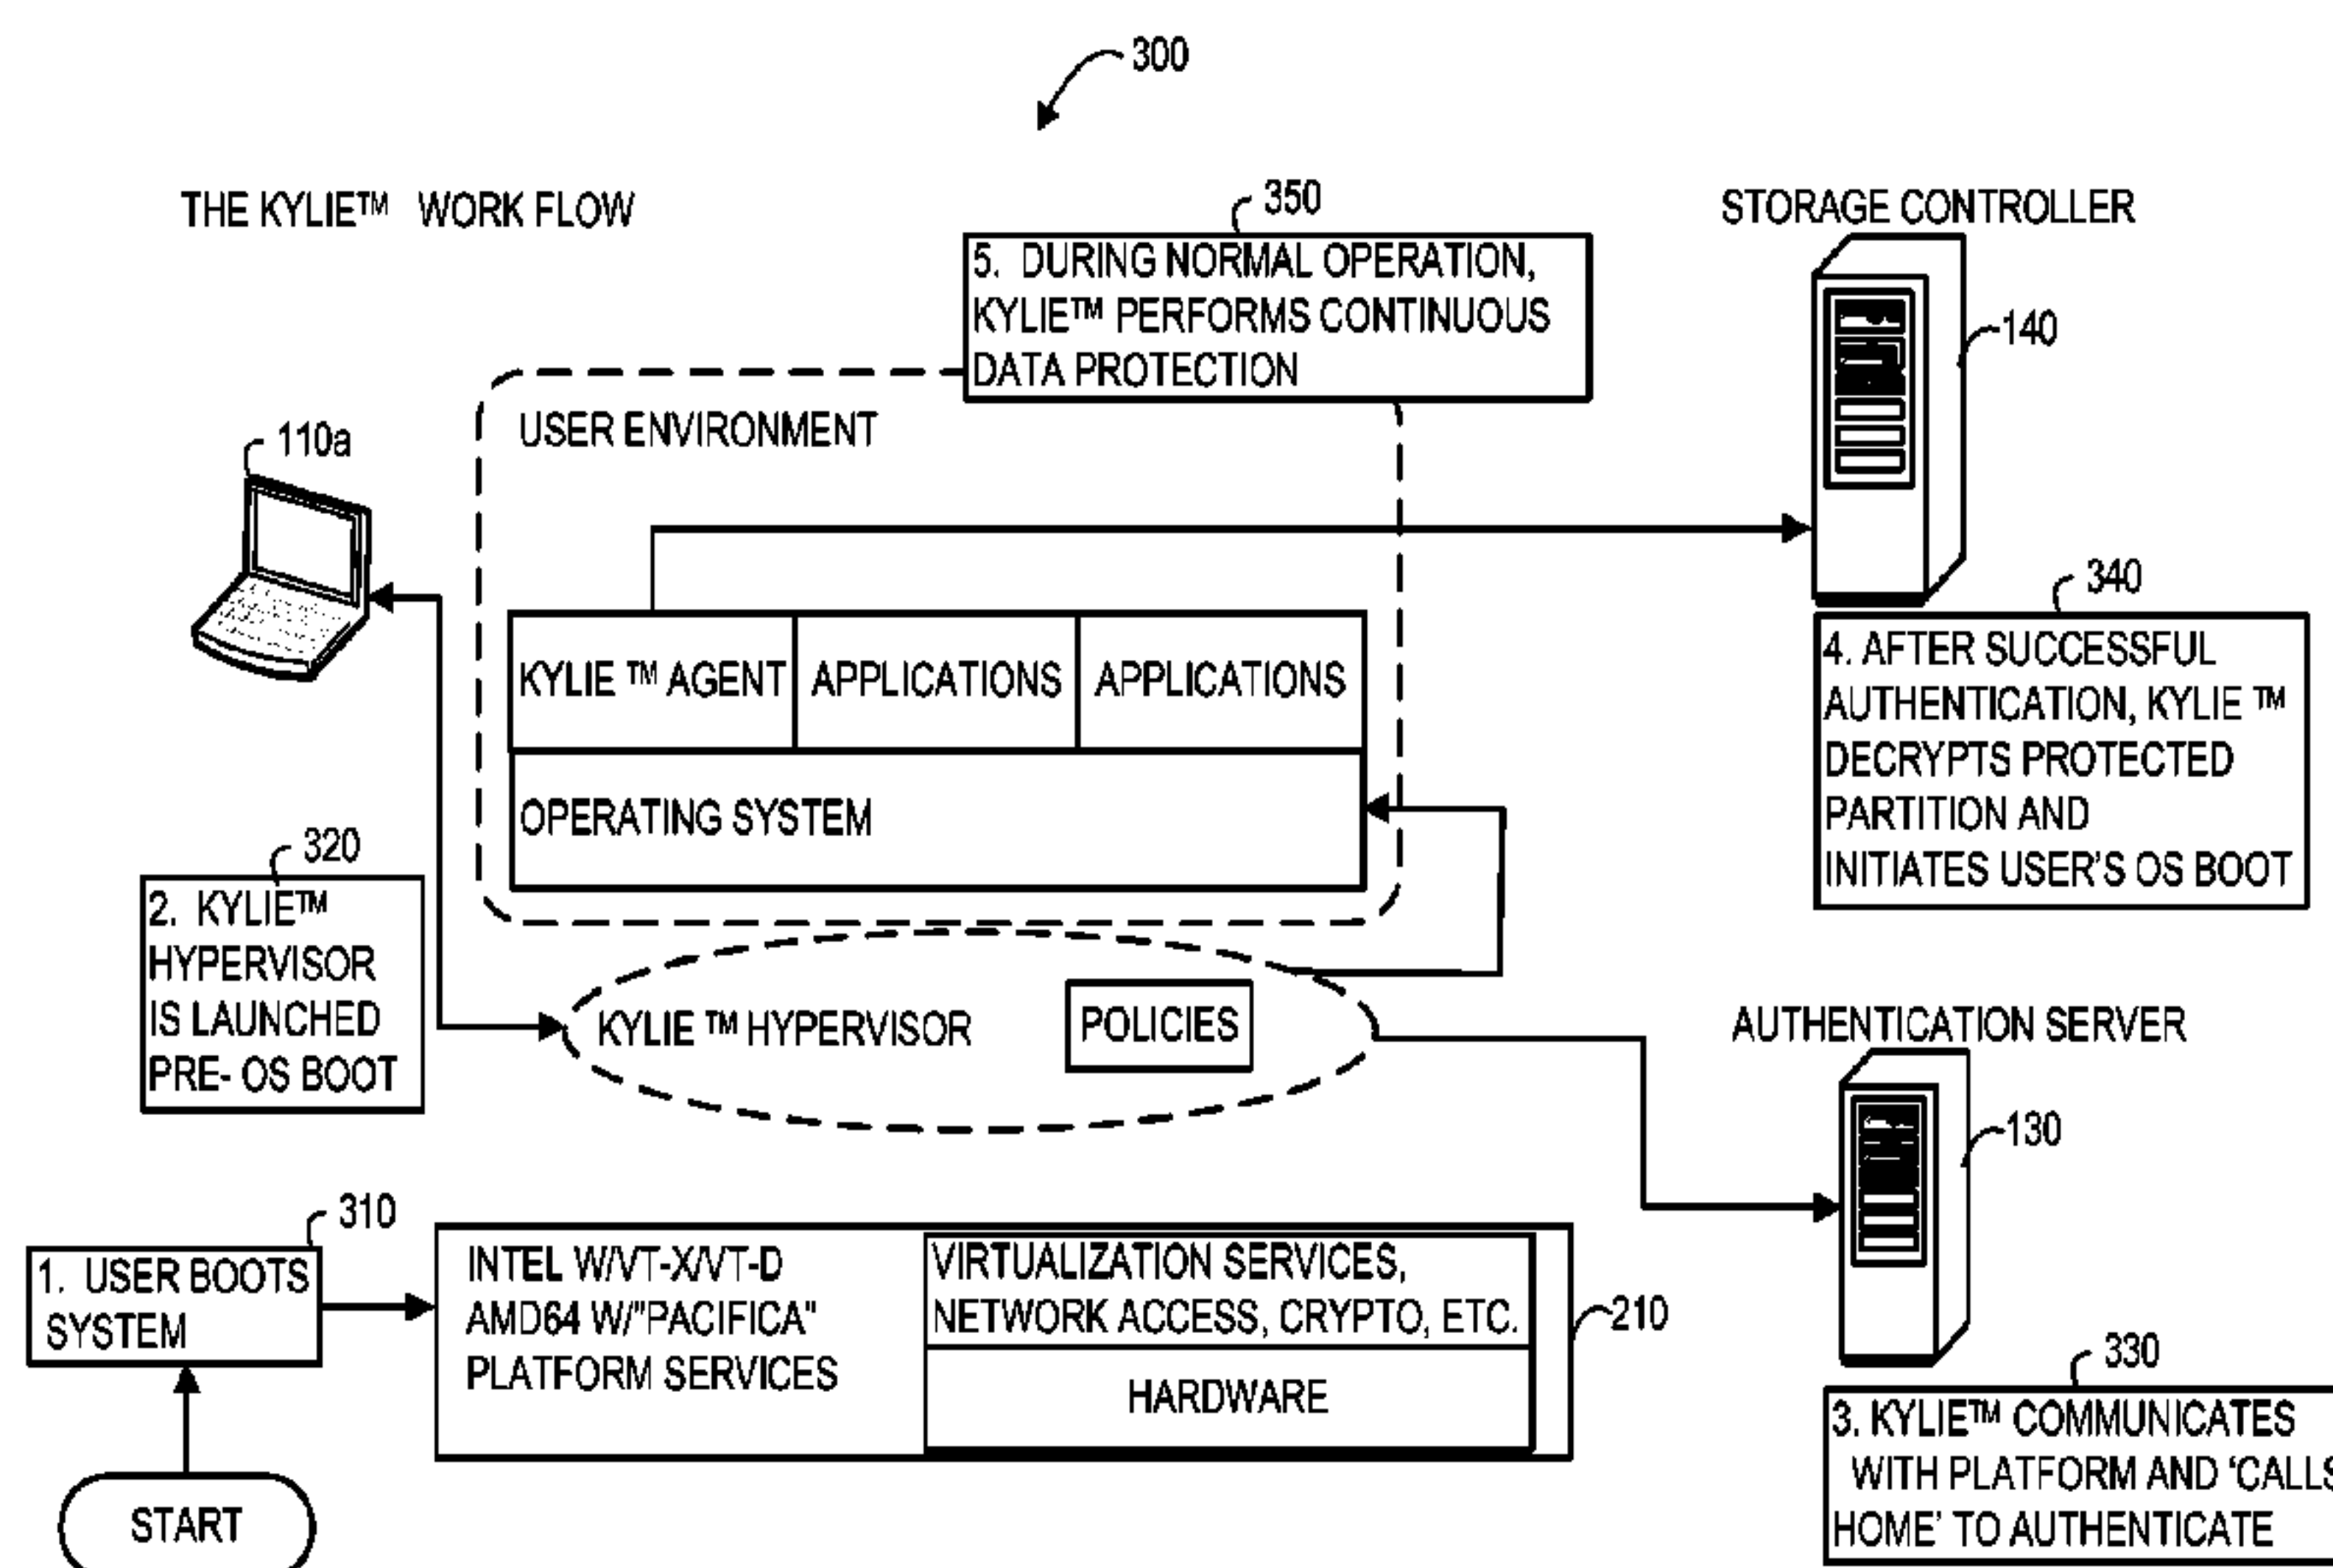 300
THE KYLIE™ WORK FLOW
350
5. DURING NORMAL OPERATION,
KYLIE™ PERFORMS CONTINUOUS
DATA PROTECTION
STORAGE CONTROLLER
140
USER ENVIRONMENT
110a
KYLIE ™ AGENT
APPLICATIONS
APPLICATIONS
OPERATING SYSTEM
340
4. AFTER SUCCESSFUL
AUTHENTICATION, KYLIE ™
DECRYPTS PROTECTED
PARTITION AND
INITIATES USER'S OS BOOT
320
2. KYLIE™
HYPERVISOR
IS LAUNCHED
PRE- OS BOOT
KYLIE ™ HYPERVISOR
POLICIES
AUTHENTICATION SERVER
130
310
1. USER BOOTS
SYSTEM
INTEL W/VT-X/VT-D
AMD64 W/"PACIFICA"
PLATFORM SERVICES
VIRTUALIZATION SERVICES,
NETWORK ACCESS, CRYPTO, ETC.
HARDWARE
210
330
3. KYLIE™ COMMUNICATES
WITH PLATFORM AND ‘CALLS
HOME’ TO AUTHENTICATE
START